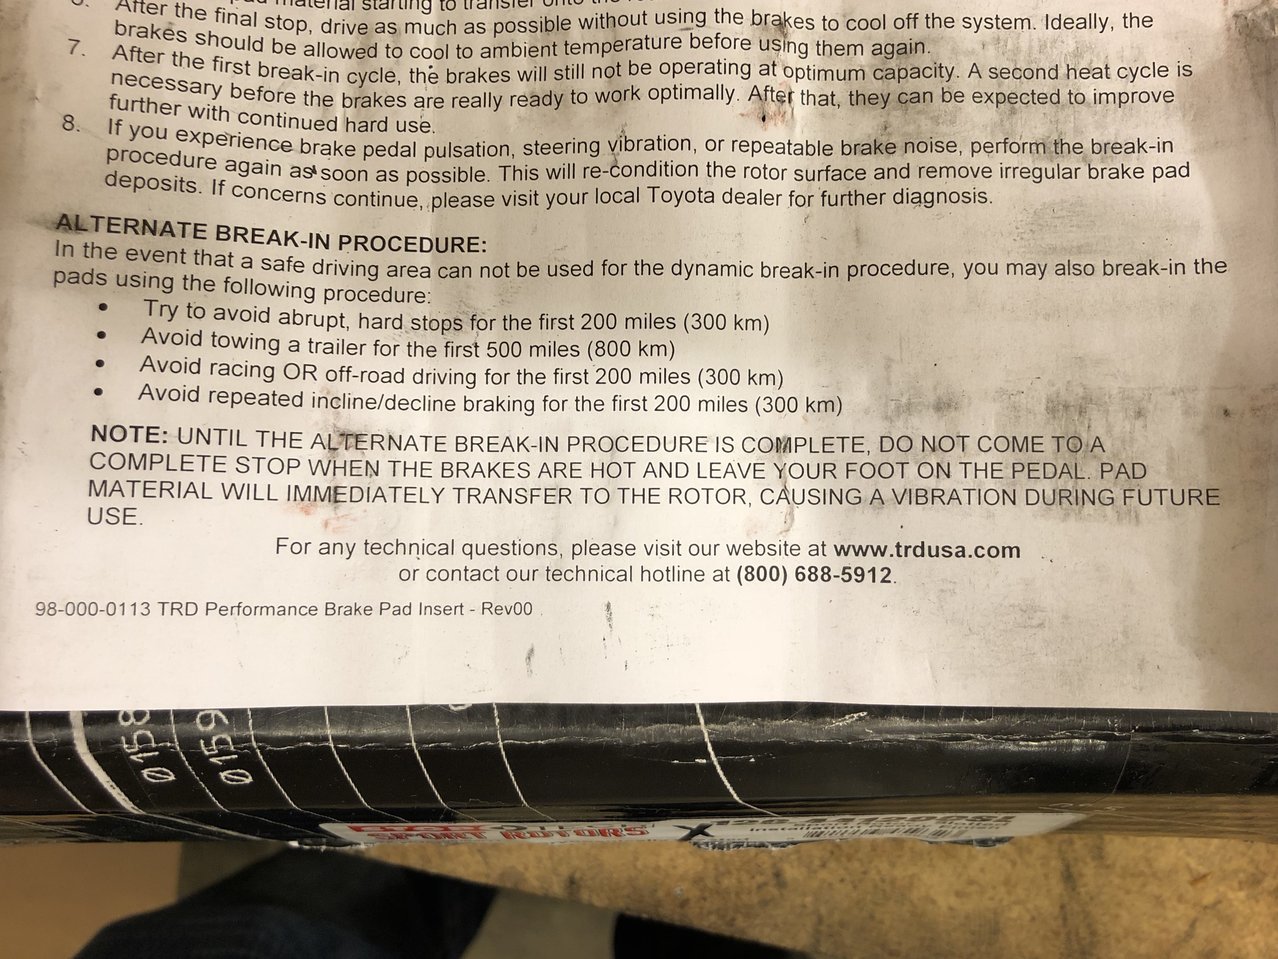 material starting to transfer onto the
6. After the final stop, drive as much as possible without using the brakes to cool off the system. Ideally, the
brakes should be allowed to cool to ambient temperature before using them again.
7. After the first break-in cycle, the brakes will still not be operating at optimum capacity. A second heat cycle is
necessary before the brakes are really ready to work optimally. After that, they can be expected to improve
further with continued hard use.
8. If you experience brake pedal pulsation, steering vibration, or repeatable brake noise, perform the break-in
procedure again as soon as possible. This will re-condition the rotor surface and remove irregular brake pad
deposits. If concerns continue, please visit your local Toyota dealer for further diagnosis.
ALTERNATE BREAK-IN PROCEDURE:
In the event that a safe driving area can not be used for the dynamic break-in procedure, you may also break-in the
pads using the following procedure:
• Try to avoid abrupt, hard stops for the first 200 miles (300 km)
• Avoid towing a trailer for the first 500 miles (800 km)
• Avoid racing OR off-road driving for the first 200 miles (300 km)
• Avoid repeated incline/decline braking for the first 200 miles (300 km)
NOTE: UNTIL THE ALTERNATE BREAK-IN PROCEDURE IS COMPLETE, DO NOT COME TO A
COMPLETE STOP WHEN THE BRAKES ARE HOT AND LEAVE YOUR FOOT ON THE PEDAL. PAD
MATERIAL WILL IMMEDIATELY TRANSFER TO THE ROTOR, CAUSING A VIBRATION DURING FUTURE
USE.
For any technical questions, please visit our website at www.trdusa.com
or contact our technical hotline at (800) 688-5912.
98-000-0113 TRD Performance Brake Pad Insert - Rev00
0158
0159
SPORT ROTORS